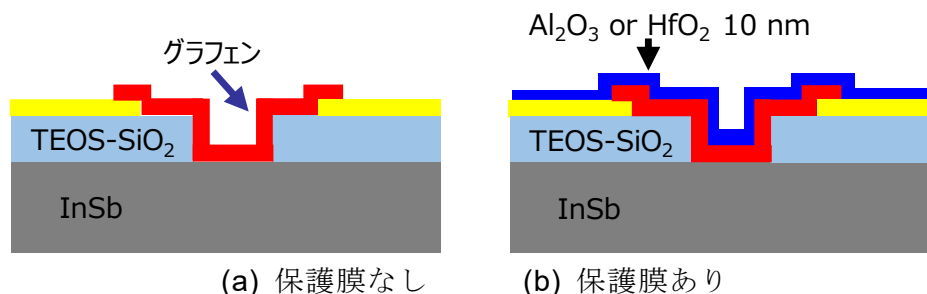 グラフェン
TEOS-SiO₂
InSb
(a) 保護膜なし
Al₂O₃ or HfO₂ 10 nm
TEOS-SiO₂
InSb
(b) 保護膜あり